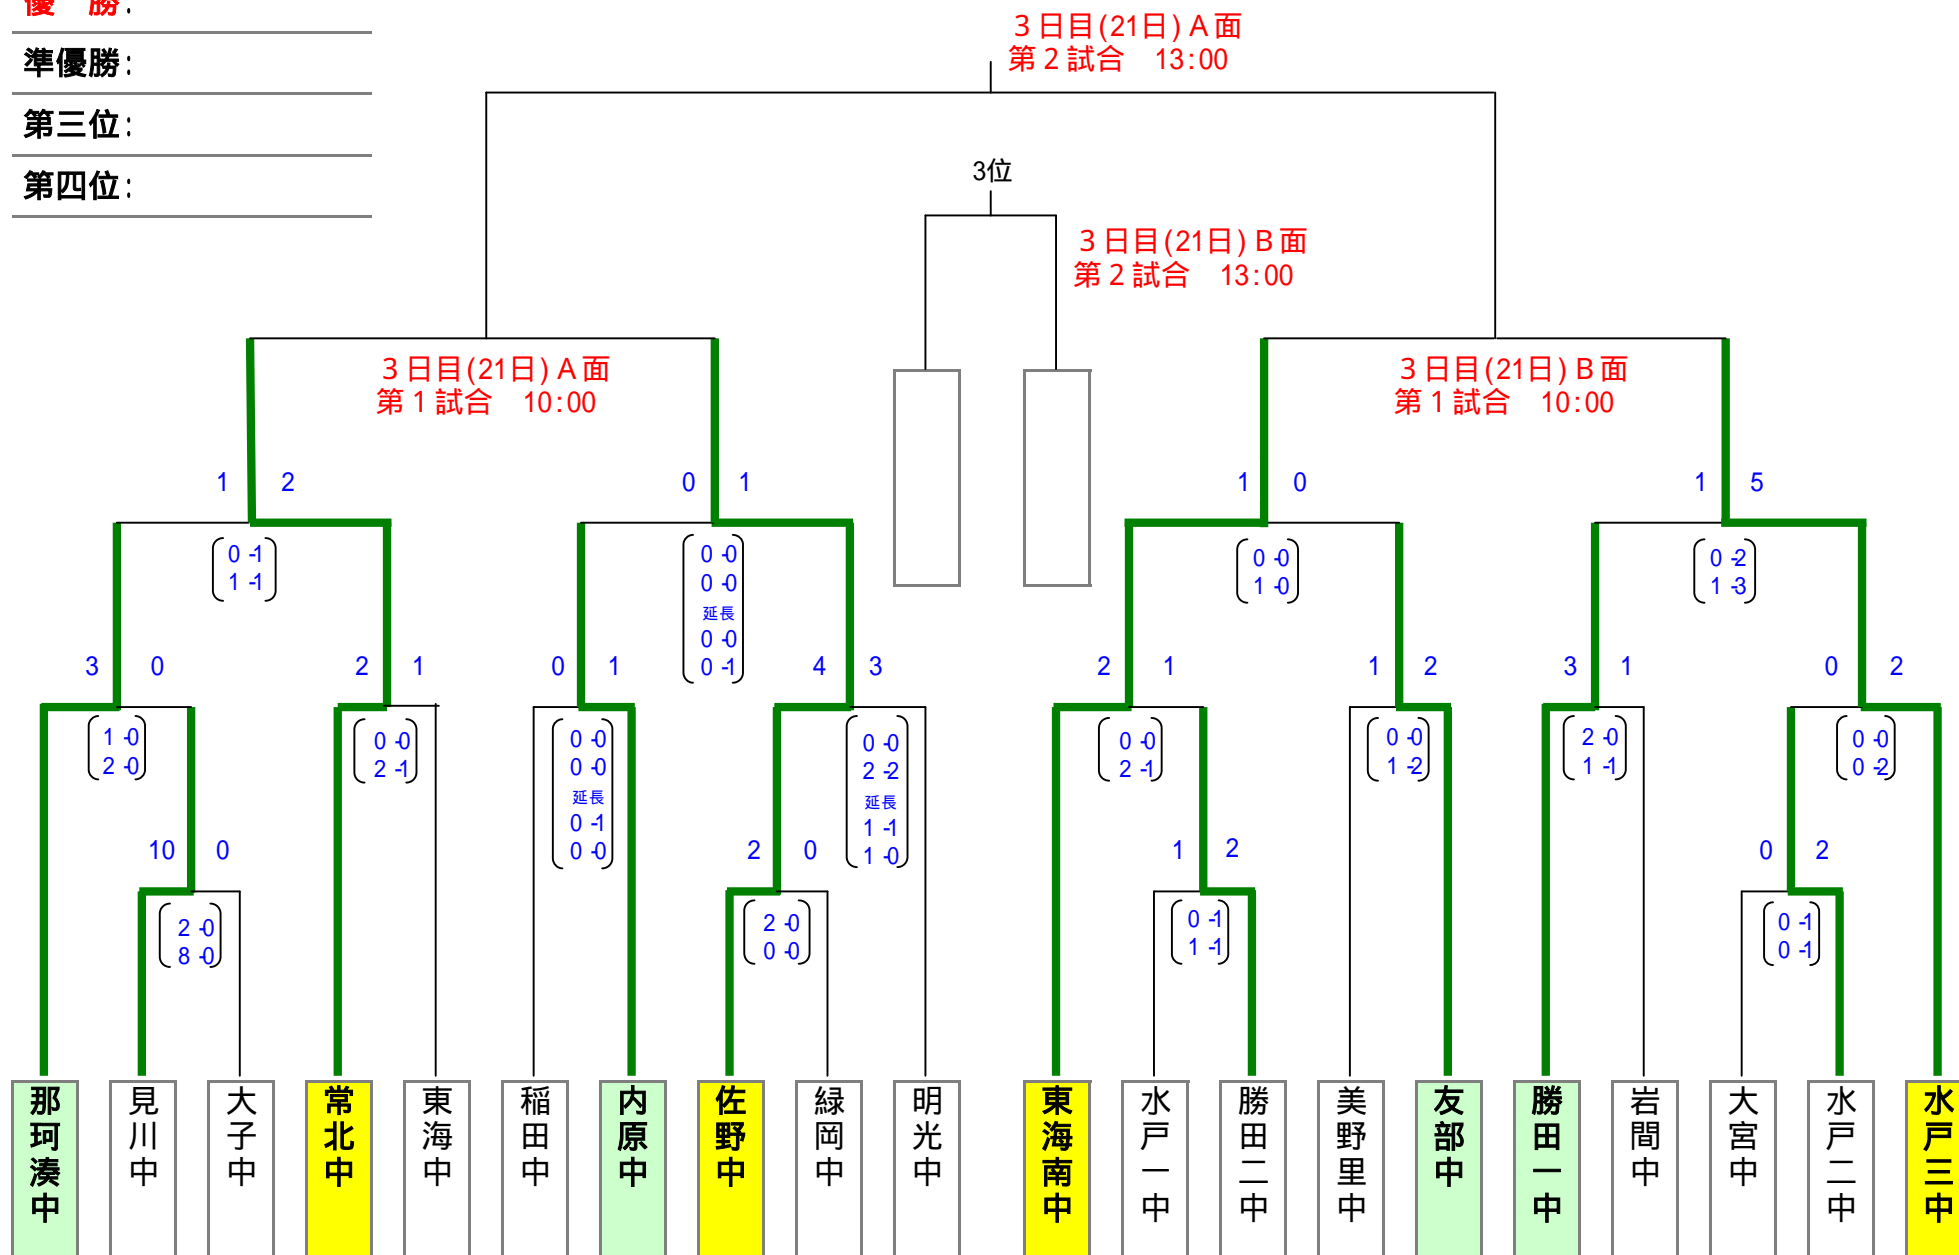 優　勝:
準優勝:
第三位:
第四位:
３日目(21日)Ａ面
第２試合　13:00
3位
３日目(21日)Ｂ面
第２試合　13:00
３日目(21日)Ａ面
第１試合　10:00
３日目(21日)Ｂ面
第１試合　10:00
1 2
0 1
1 0
1 5
0-1
1-1
0-0
0-0
延長
0-0
0-1
0-0
1-0
0-2
1-3
3 0
2 1
0 1
4 3
2 1
1 2
3 1
0 2
1-0
2-0
0-0
2-1
0-0
0-0
延長
0-1
0-0
0-0
2-2
延長
1-1
1-0
0-0
2-1
0-0
1-2
2-0
1-1
0-0
0-2
10 0
2 0
1 2
0 2
2-0
8-0
2-0
0-0
0-1
1-1
0-1
0-1
那珂湊中
見川中
大子中
常北中
東海中
稲田中
内原中
佐野中
緑岡中
明光中
東海南中
水戸一中
勝田二中
美野里中
友部中
勝田一中
岩間中
大宮中
水戸二中
水戸三中